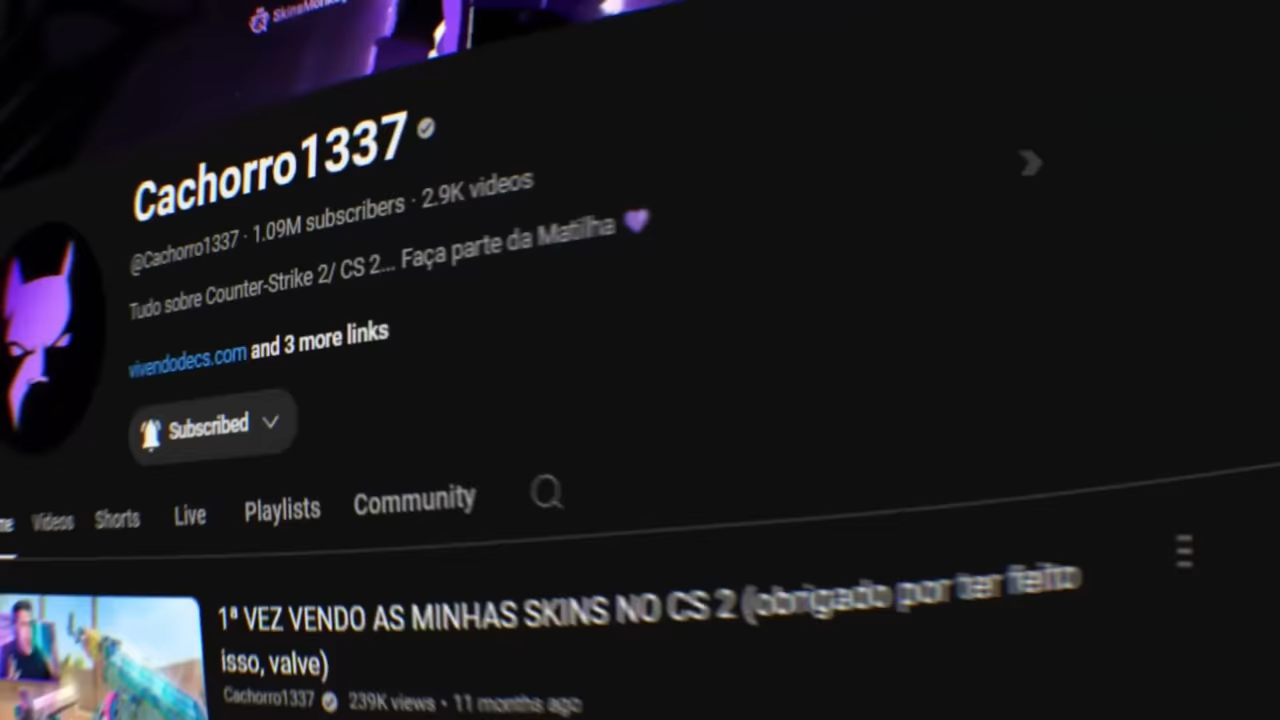 SkinsMonkey
Cachorro1337
@Cachorro1337 · 1.09M subscribers · 2.9K videos
Tudo sobre Counter-Strike 2/ CS 2... Faça parte da Matilha 💜
vivendodecs.com and 3 more links
Subscribed
Videos Shorts Live Playlists Community
1ª VEZ VENDO AS MINHAS SKINS NO CS 2 (obrigado por ter feito
isso, valve)
Cachorro1337 239K views • 11 months ago